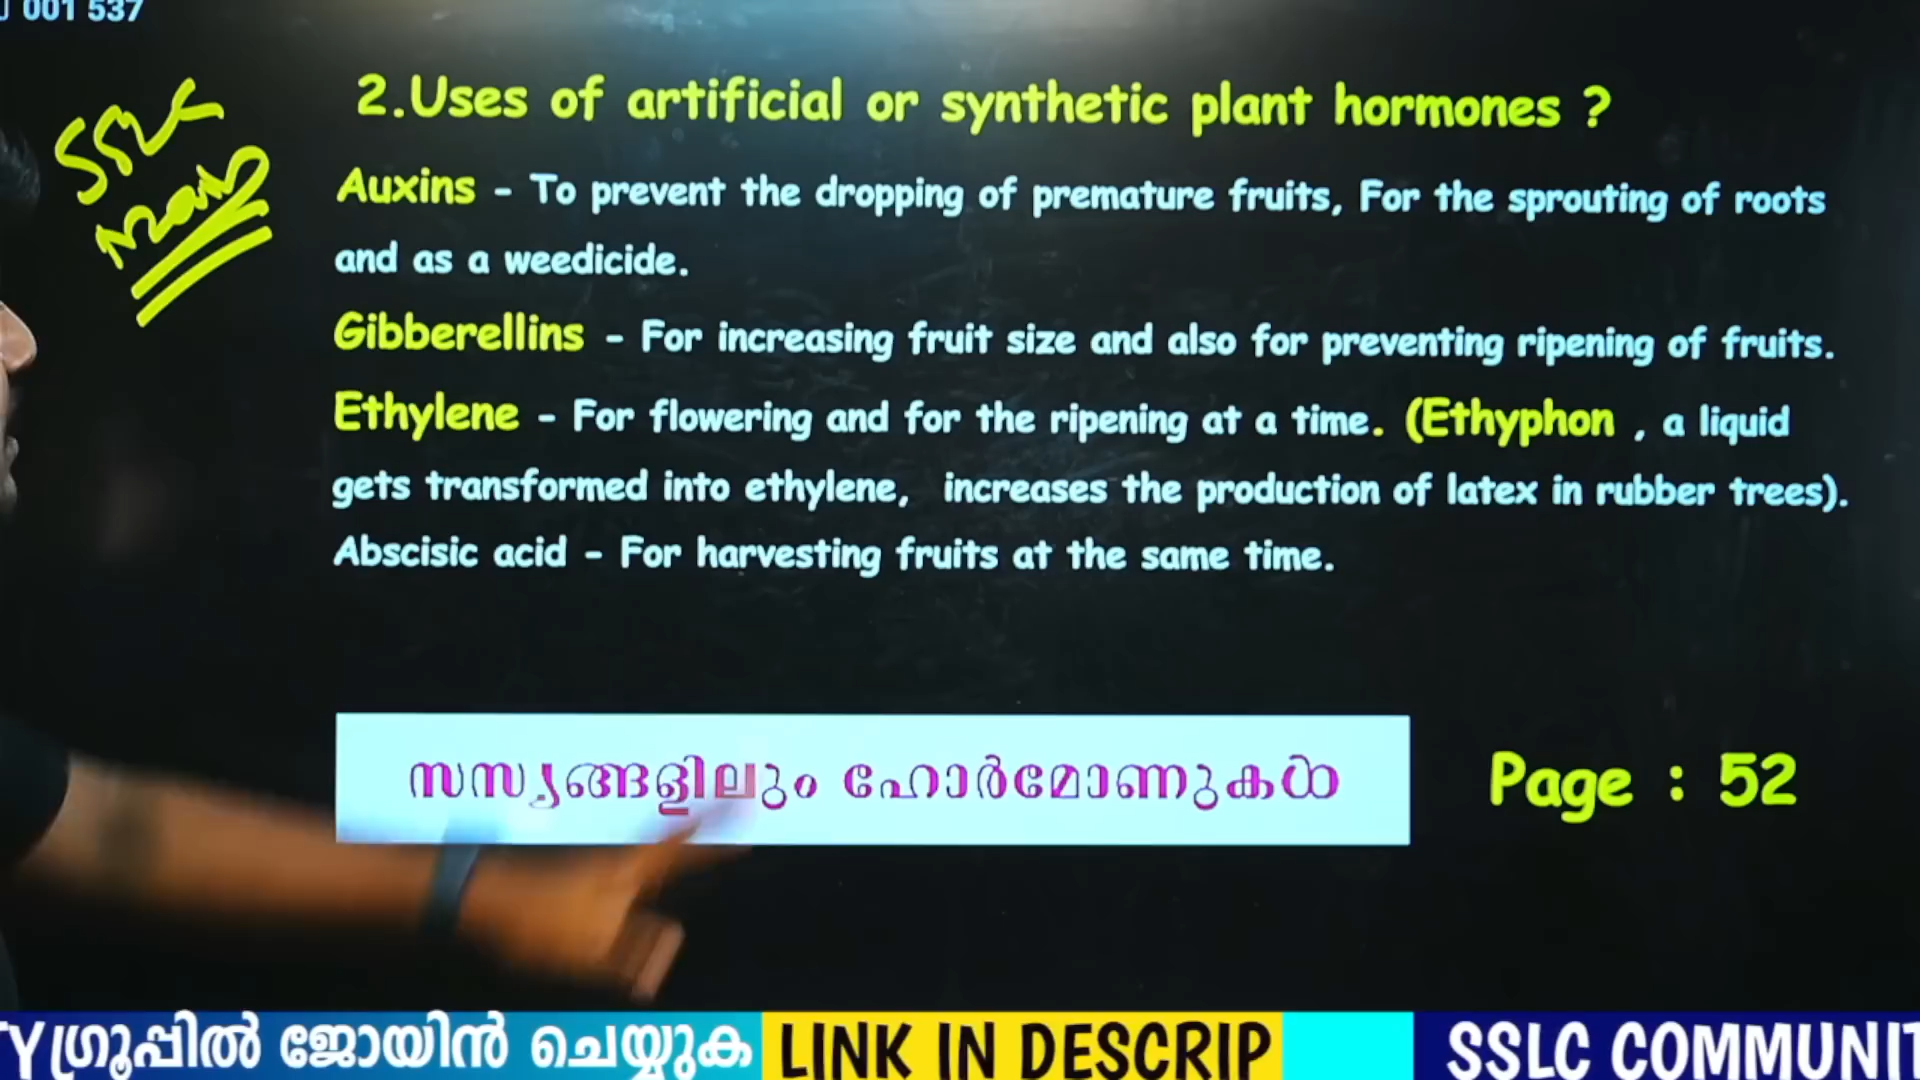 001 537
SSLC
2.Uses of artificial or synthetic plant hormones ?
Auxins - To prevent the dropping of premature fruits, For the sprouting of roots
and as a weedicide.
Gibberellins - For increasing fruit size and also for preventing ripening of fruits.
Ethylene - For flowering and for the ripening at a time. (Ethyphon , a liquid
gets transformed into ethylene, increases the production of latex in rubber trees).
Abscisic acid - For harvesting fruits at the same time.
സസ്യങ്ങളിലും ഹോർമോണുകൾ
Page : 52
TY ഗ്രൂപ്പിൽ ജോയിൻ ചെയ്യുക LINK IN DESCRIP SSLC COMMUNIT